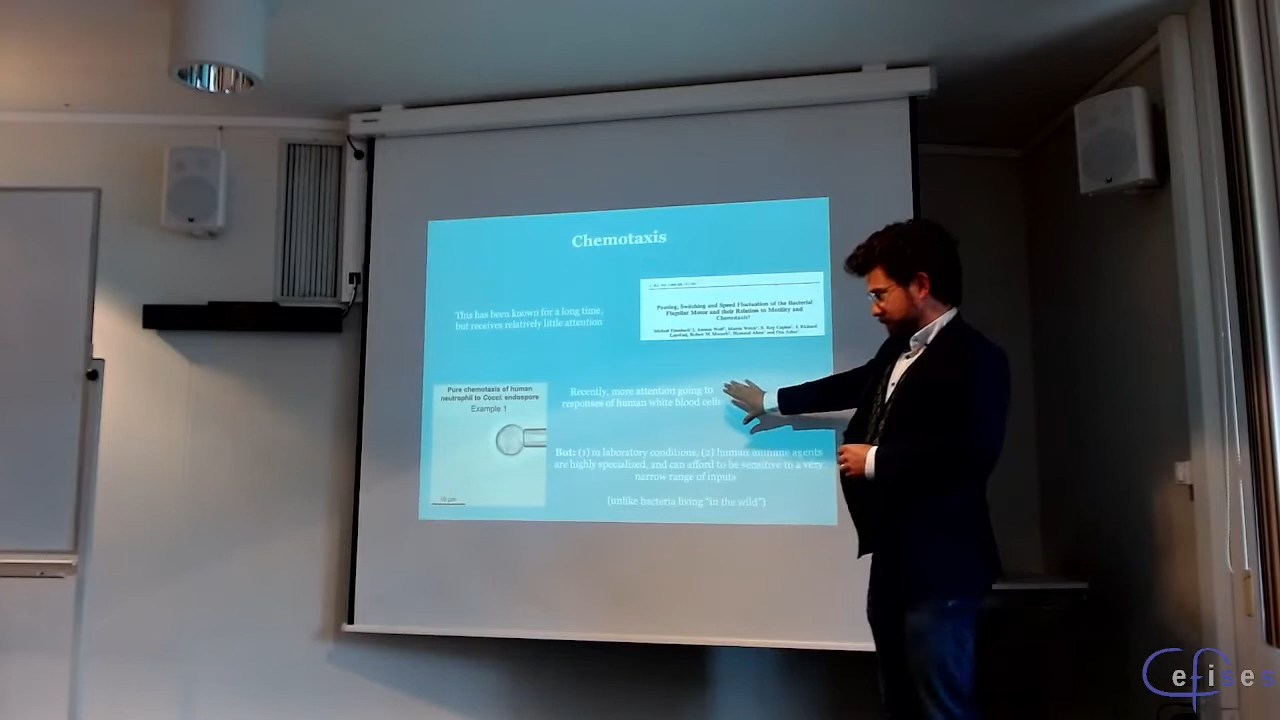 Chemotaxis
This has been known for a long time,
but receives relatively little attention
Pausing, Switching and Speed Fluctuation of the Bacterial
Flagellar Motor and their Relation to Motility and
Chemotaxis
Pure chemotaxis of human
neutrophil to Cocci. endospore
Example 1
10 µm
Recently, more attention going to
responses of human white blood cells
But: (1) in laboratory conditions, (2) human immune agents
are highly specialized, and can afford to be sensitive to a very
narrow range of inputs
(unlike bacteria living "in the wild")
efises